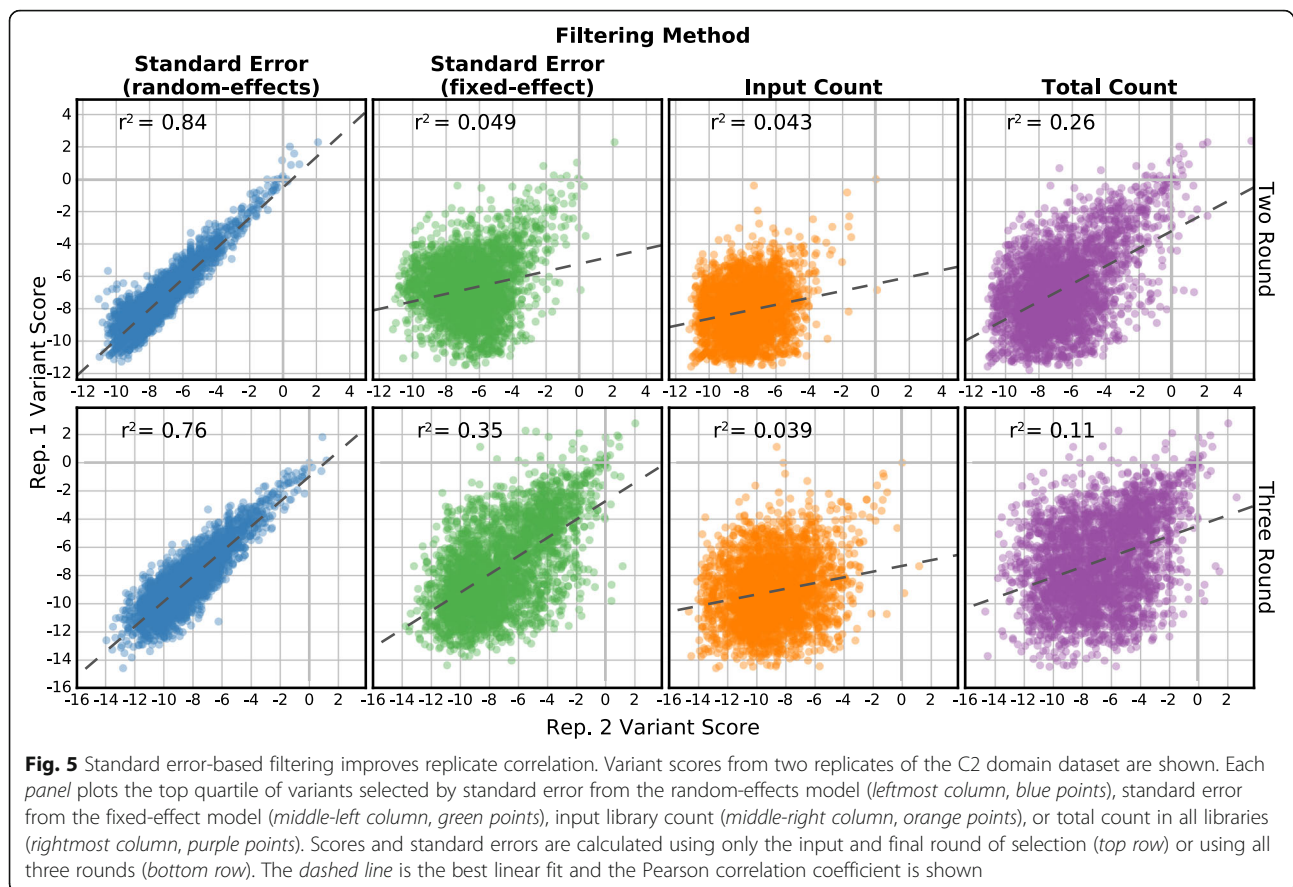 Filtering Method
Standard Error
(random-effects)
Standard Error
(fixed-effect)
Input Count
Total Count
4
2
0
-2
-4
-6
-8
-10
-12
r² = 0.84
r² = 0.049
r² = 0.043
r² = 0.26
Two Round
-12 -10 -8 -6 -4 -2 0 2 4
-12 -10 -8 -6 -4 -2 0 2 4
-12 -10 -8 -6 -4 -2 0 2 4
-12 -10 -8 -6 -4 -2 0 2 4
Rep. 1 Variant Score
2
0
-2
-4
-6
-8
-10
-12
-14
-16
r² = 0.76
r² = 0.35
r² = 0.039
r² = 0.11
Three Round
-16 -14 -12 -10 -8 -6 -4 -2 0 2
-16 -14 -12 -10 -8 -6 -4 -2 0 2
-16 -14 -12 -10 -8 -6 -4 -2 0 2
-16 -14 -12 -10 -8 -6 -4 -2 0 2
Rep. 2 Variant Score
Fig. 5 Standard error-based filtering improves replicate correlation. Variant scores from two replicates of the C2 domain dataset are shown. Each
panel plots the top quartile of variants selected by standard error from the random-effects model (leftmost column, blue points), standard error
from the fixed-effect model (middle-left column, green points), input library count (middle-right column, orange points), or total count in all libraries
(rightmost column, purple points). Scores and standard errors are calculated using only the input and final round of selection (top row) or using all
three rounds (bottom row). The dashed line is the best linear fit and the Pearson correlation coefficient is shown